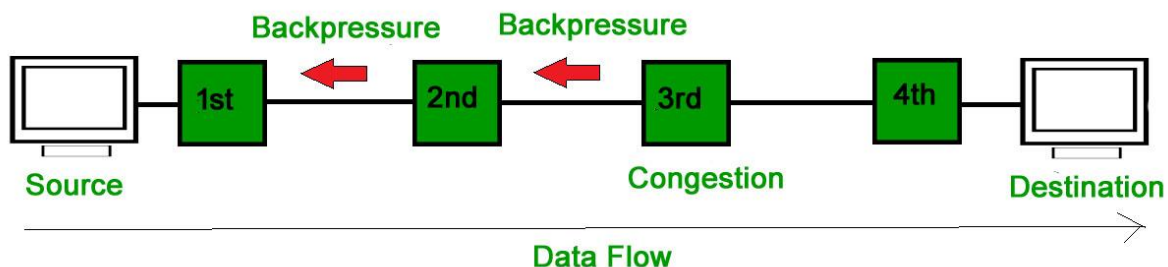 Backpressure Backpressure
1st 2nd 3rd 4th
Source Congestion Destination
Data Flow